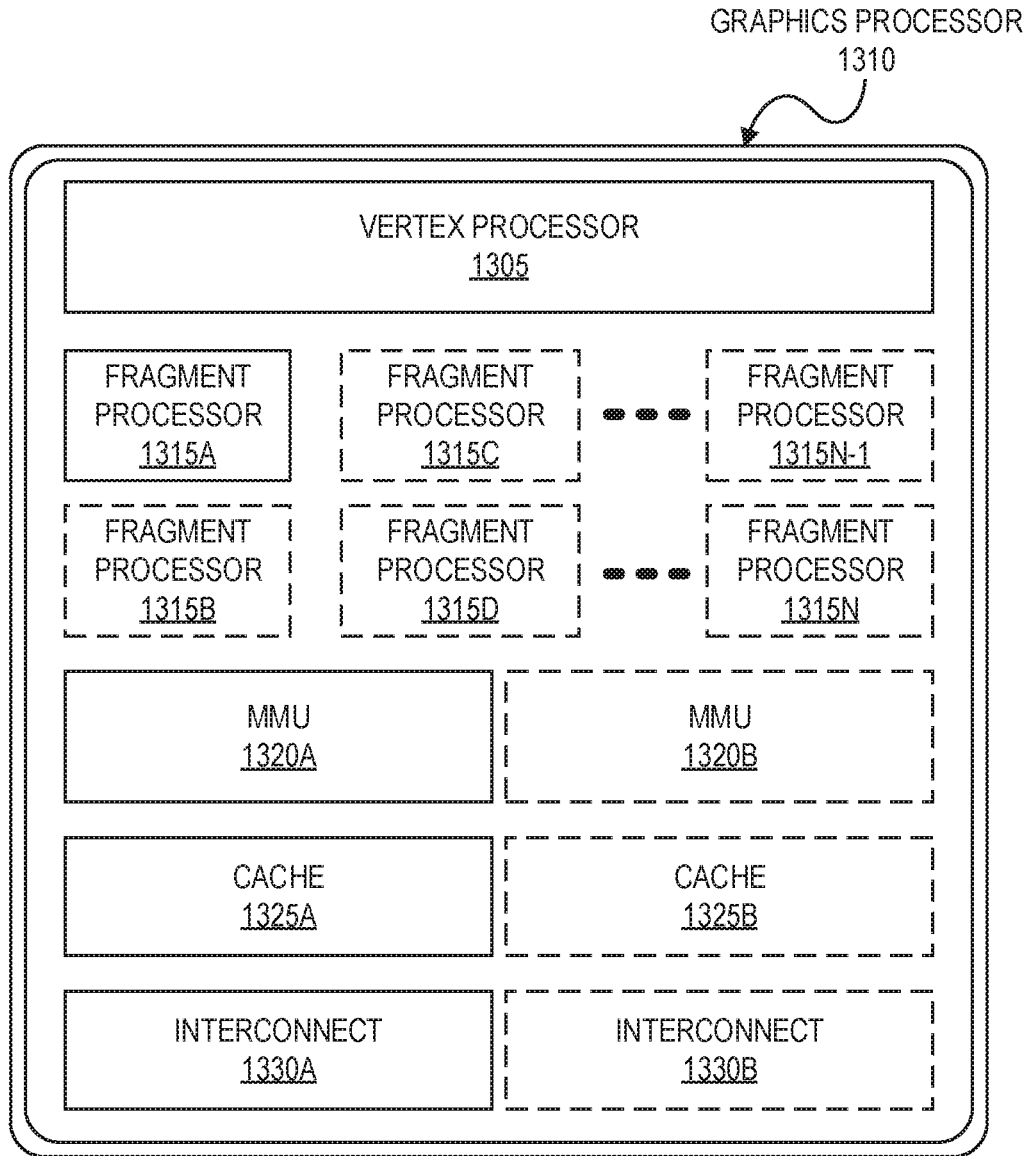 GRAPHICS PROCESSOR
1310
VERTEX PROCESSOR
1305
FRAGMENT
PROCESSOR
1315A
FRAGMENT
PROCESSOR
1315C
FRAGMENT
PROCESSOR
1315N-1
FRAGMENT
PROCESSOR
1315B
FRAGMENT
PROCESSOR
1315D
FRAGMENT
PROCESSOR
1315N
MMU
1320A
MMU
1320B
CACHE
1325A
CACHE
1325B
INTERCONNECT
1330A
INTERCONNECT
1330B